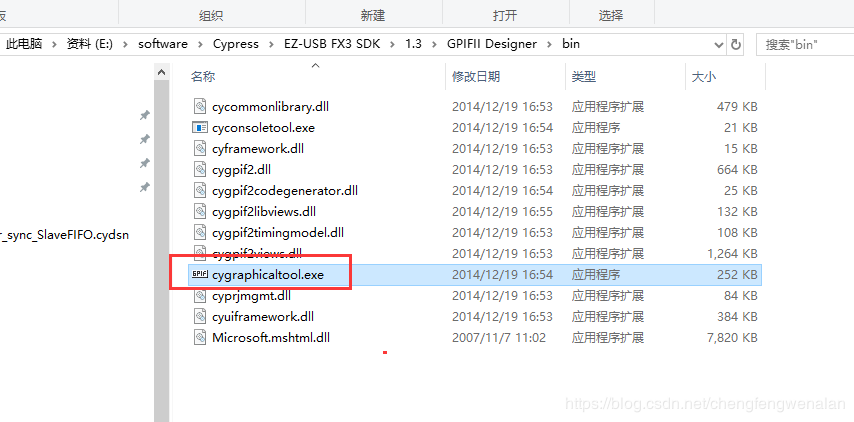 组织 新建 打开 选择
此电脑 > 资料 (E:) > software > Cypress > EZ-USB FX3 SDK > 1.3 > GPIFII Designer > bin 搜索"bin"
名称 修改日期 类型 大小
cycommonlibrary.dll 2014/12/19 16:53 应用程序扩展 479 KB
cyconsoletool.exe 2014/12/19 16:54 应用程序 21 KB
cyframework.dll 2014/12/19 16:53 应用程序扩展 15 KB
cygpif2.dll 2014/12/19 16:53 应用程序扩展 664 KB
cygpif2codegenerator.dll 2014/12/19 16:54 应用程序扩展 25 KB
cygpif2libviews.dll 2014/12/19 16:55 应用程序扩展 132 KB
r_sync_SlaveFIFO.cydsn cygpif2timingmodel.dll 2014/12/19 16:53 应用程序扩展 108 KB
cygpif2views.dll 2014/12/19 16:54 应用程序扩展 1,264 KB
GPIF cygraphicaltool.exe 2014/12/19 16:54 应用程序 252 KB
cyprjmgmt.dll 2014/12/19 16:53 应用程序扩展 84 KB
cyuiframework.dll 2014/12/19 16:53 应用程序扩展 384 KB
Microsoft.mshtml.dll 2007/11/7 11:02 应用程序扩展 7,820 KB
https://blog.csdn.net/chengfengwenalan